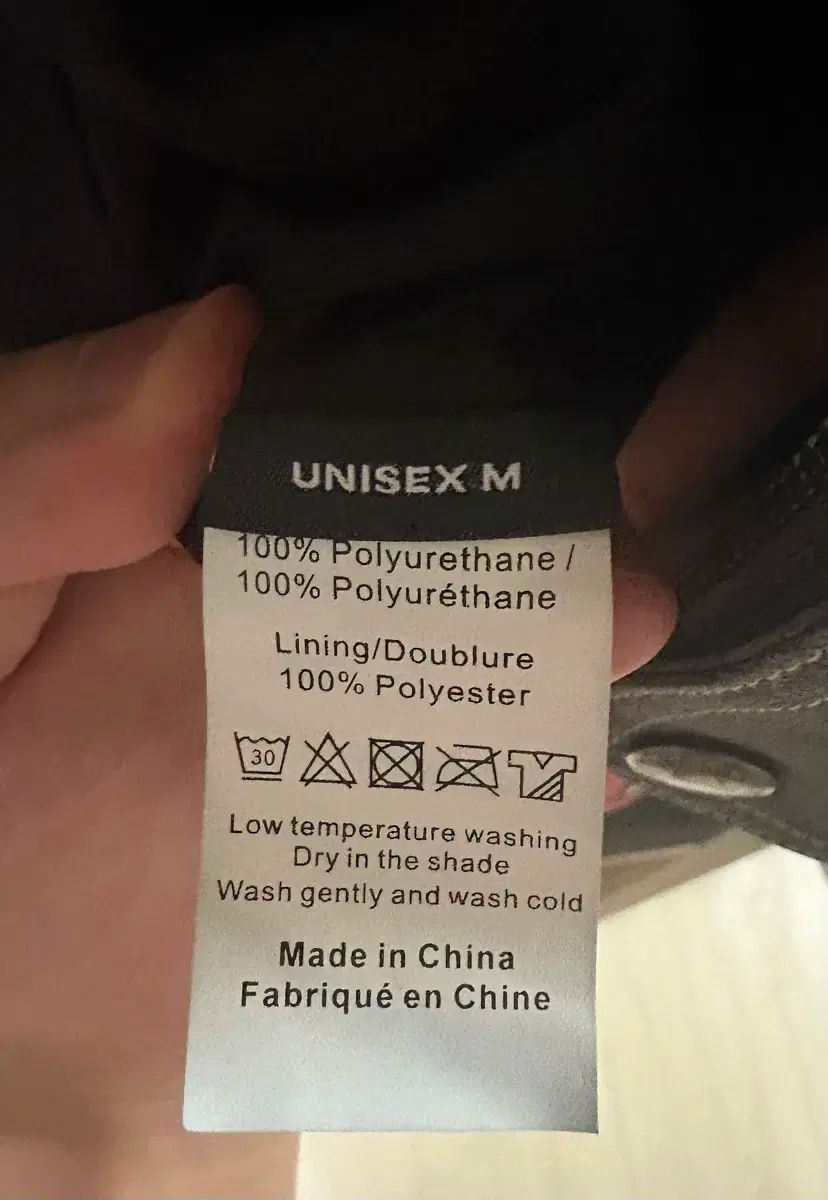 UNISEX M
100% Polyurethane /
100% Polyuréthane
Lining/Doublure
100% Polyester
30
Low temperature washing
Dry in the shade
Wash gently and wash cold
Made in China
Fabriqué en Chine